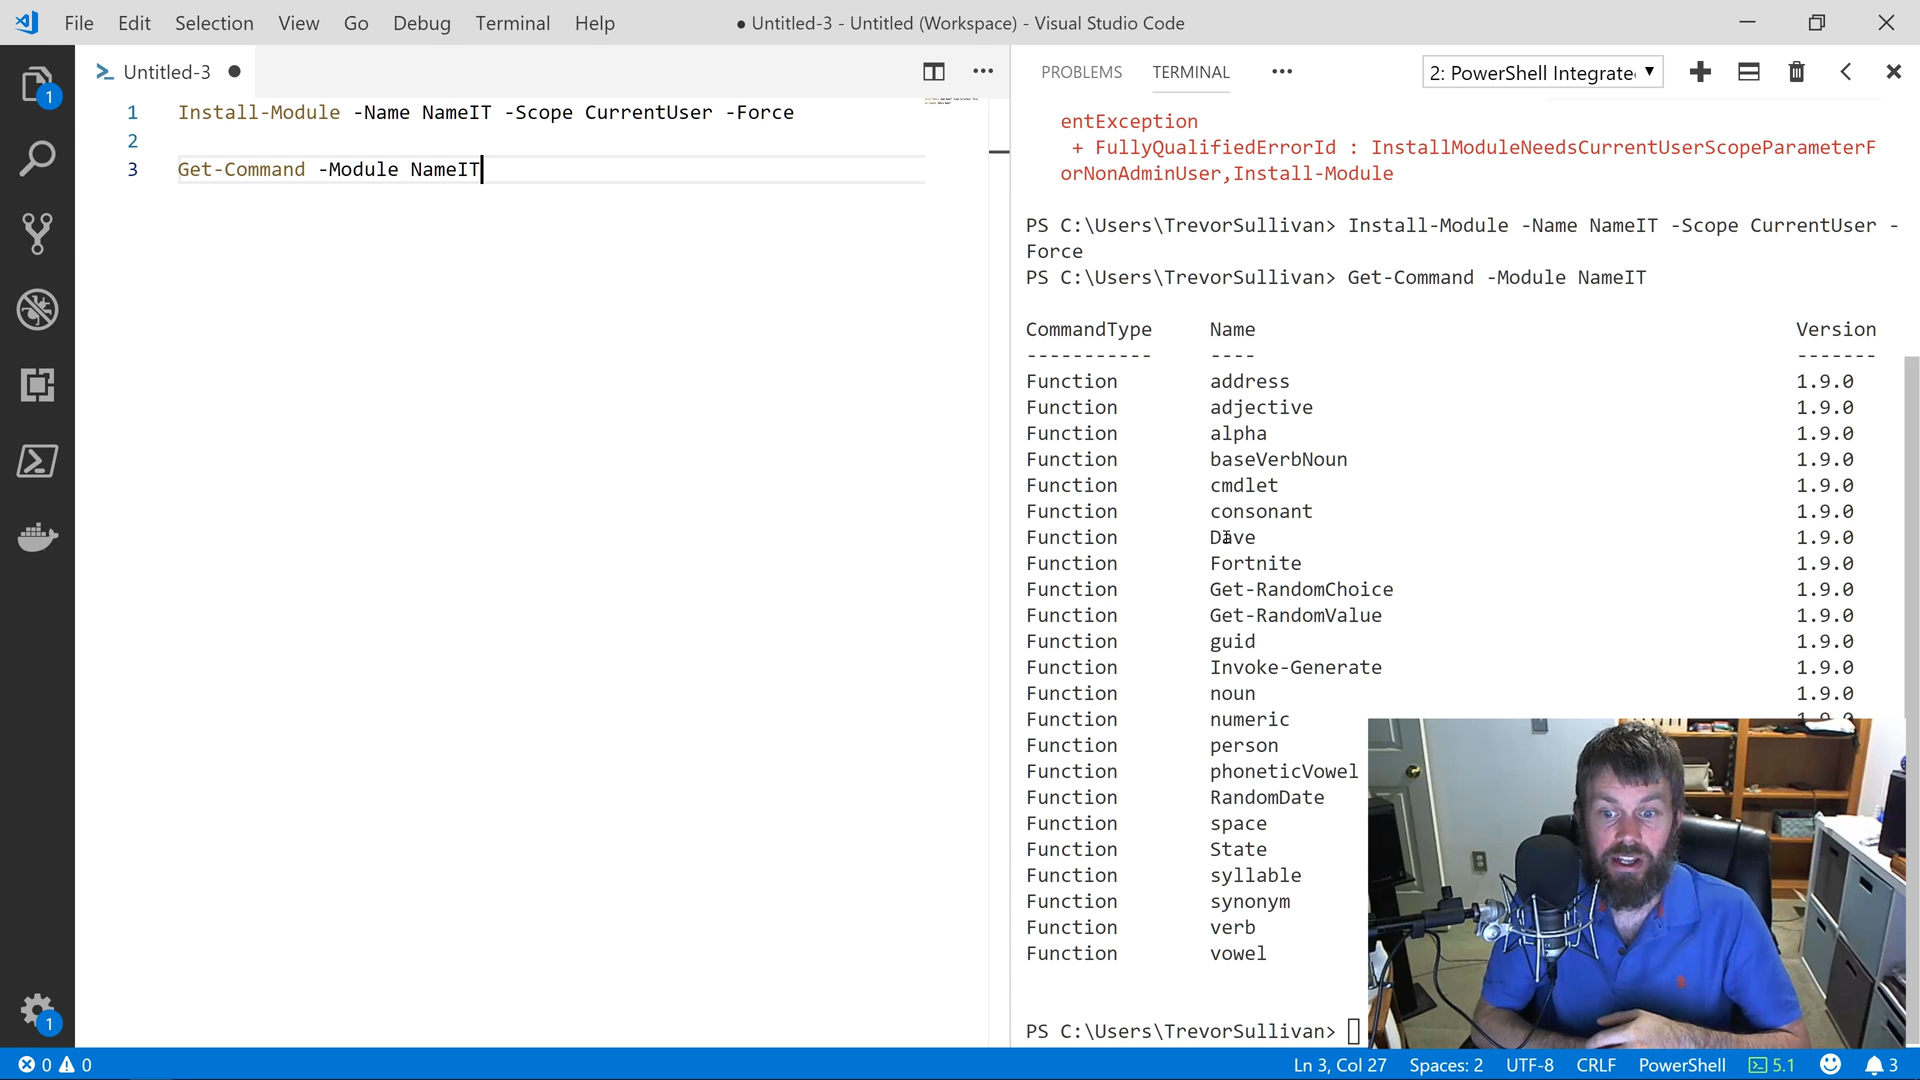 File Edit Selection View Go Debug Terminal Help
● Untitled-3 - Untitled (Workspace) - Visual Studio Code
Untitled-3 ●
1 Install-Module -Name NameIT -Scope CurrentUser -Force
2
3 Get-Command -Module NameIT
PROBLEMS TERMINAL ••• 2: PowerShell Integrate
entException
+ FullyQualifiedErrorId : InstallModuleNeedsCurrentUserScopeParameterF
orNonAdminUser,Install-Module
PS C:\Users\TrevorSullivan> Install-Module -Name NameIT -Scope CurrentUser -
Force
PS C:\Users\TrevorSullivan> Get-Command -Module NameIT
CommandType Name Version
----------- ---- -------
Function address 1.9.0
Function adjective 1.9.0
Function alpha 1.9.0
Function baseVerbNoun 1.9.0
Function cmdlet 1.9.0
Function consonant 1.9.0
Function Dave 1.9.0
Function Fortnite 1.9.0
Function Get-RandomChoice 1.9.0
Function Get-RandomValue 1.9.0
Function guid 1.9.0
Function Invoke-Generate 1.9.0
Function noun 1.9.0
Function numeric
Function person
Function phoneticVowel
Function RandomDate
Function space
Function State
Function syllable
Function synonym
Function verb
Function vowel
PS C:\Users\TrevorSullivan>
1
1
0 0 Ln 3, Col 27 Spaces: 2 UTF-8 CRLF PowerShell 5.1 3